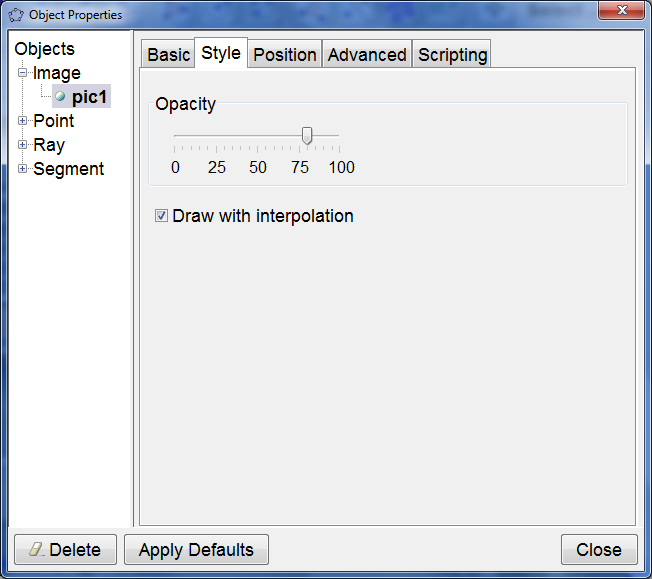 Object Properties
Objects
Image
pic1
Point
Ray
Segment
Basic Style Position Advanced Scripting
Opacity
0 25 50 75 100
Draw with interpolation
Delete Apply Defaults Close